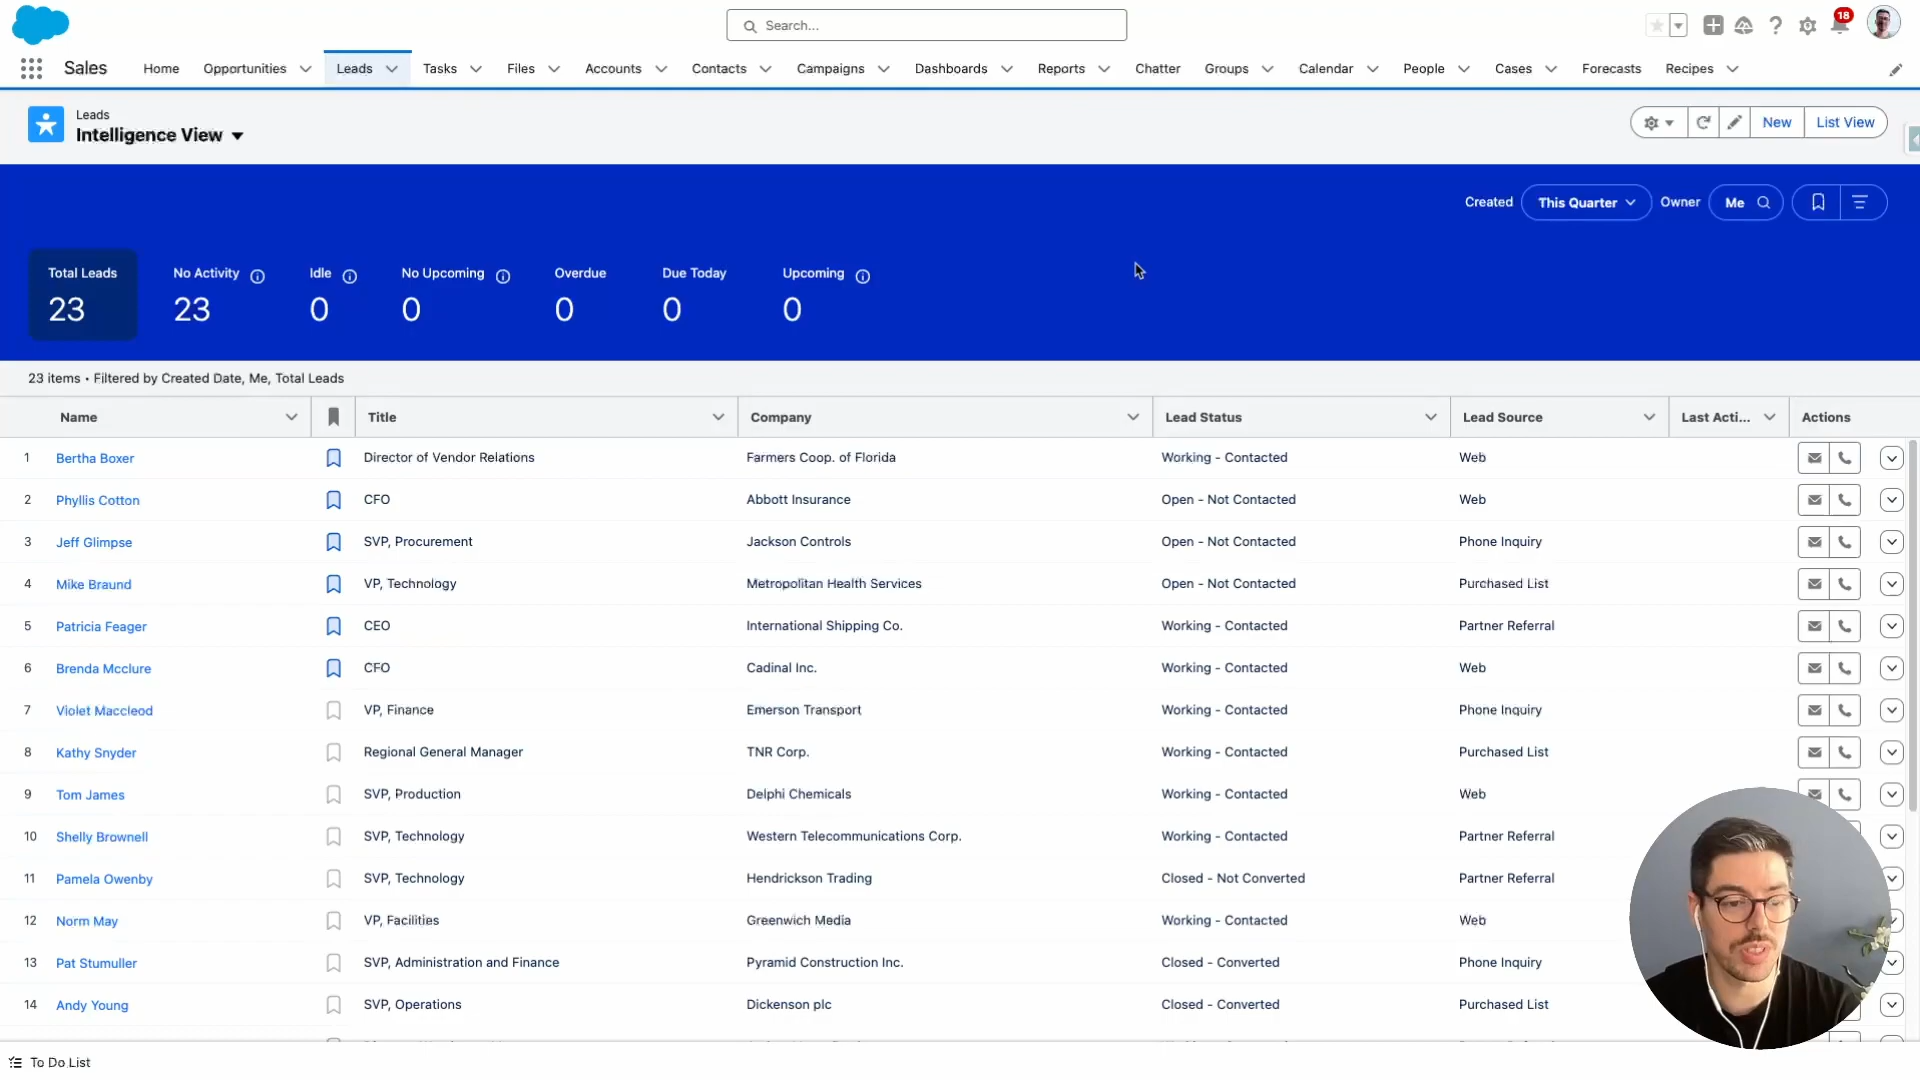 Search...
18
Sales Home Opportunities Leads Tasks Files Accounts Contacts Campaigns Dashboards Reports Chatter Groups Calendar People Cases Forecasts Recipes
Leads
Intelligence View
New List View
Created This Quarter Owner Me
Total Leads No Activity Idle No Upcoming Overdue Due Today Upcoming
23 23 0 0 0 0 0
23 items • Filtered by Created Date, Me, Total Leads
Name Title Company Lead Status Lead Source Last Acti... Actions
1 Bertha Boxer Director of Vendor Relations Farmers Coop. of Florida Working - Contacted Web
2 Phyllis Cotton CFO Abbott Insurance Open - Not Contacted Web
3 Jeff Glimpse SVP, Procurement Jackson Controls Open - Not Contacted Phone Inquiry
4 Mike Braund VP, Technology Metropolitan Health Services Open - Not Contacted Purchased List
5 Patricia Feager CEO International Shipping Co. Working - Contacted Partner Referral
6 Brenda Mcclure CFO Cadinal Inc. Working - Contacted Web
7 Violet Maccleod VP, Finance Emerson Transport Working - Contacted Phone Inquiry
8 Kathy Snyder Regional General Manager TNR Corp. Working - Contacted Purchased List
9 Tom James SVP, Production Delphi Chemicals Working - Contacted Web
10 Shelly Brownell SVP, Technology Western Telecommunications Corp. Working - Contacted Partner Referral
11 Pamela Owenby SVP, Technology Hendrickson Trading Closed - Not Converted Partner Referral
12 Norm May VP, Facilities Greenwich Media Working - Contacted Web
13 Pat Stumuller SVP, Administration and Finance Pyramid Construction Inc. Closed - Converted Phone Inquiry
14 Andy Young SVP, Operations Dickenson plc Closed - Converted Purchased List
To Do List